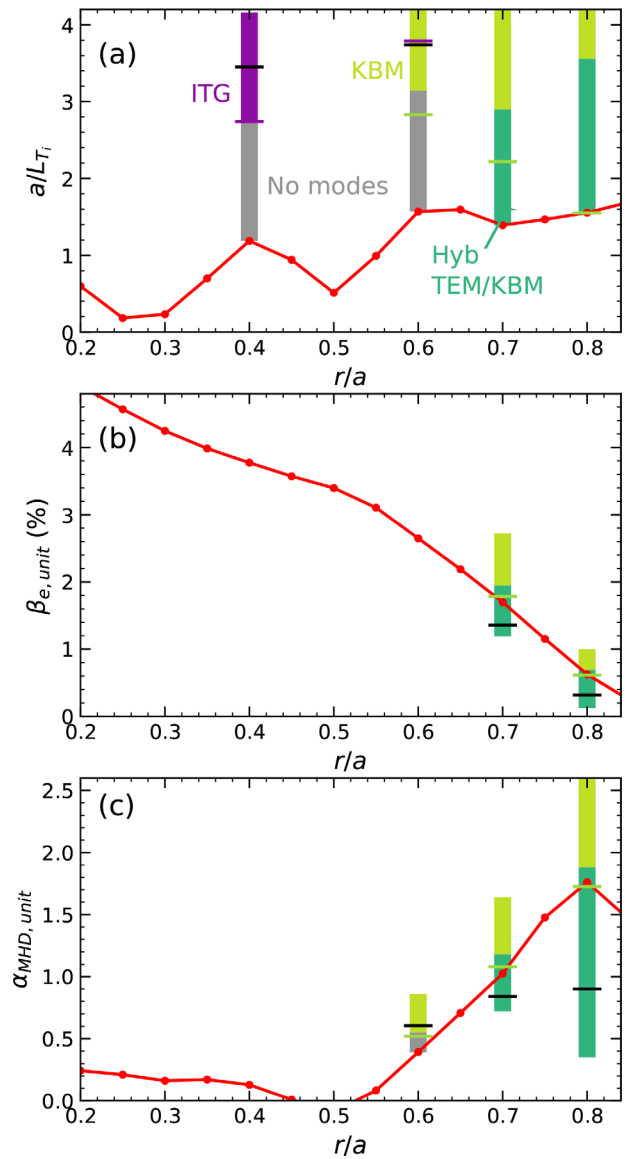 (a)
4
3
2
1
0
a/L_{T_i}
ITG
KBM
No modes
Hyb
TEM/KBM
0.2 0.3 0.4 0.5 0.6 0.7 0.8
r/a
(b)
4
3
2
1
0
β_{e,unit} (%)
0.2 0.3 0.4 0.5 0.6 0.7 0.8
r/a
(c)
2.5
2.0
1.5
1.0
0.5
0.0
α_{MHD,unit}
0.2 0.3 0.4 0.5 0.6 0.7 0.8
r/a